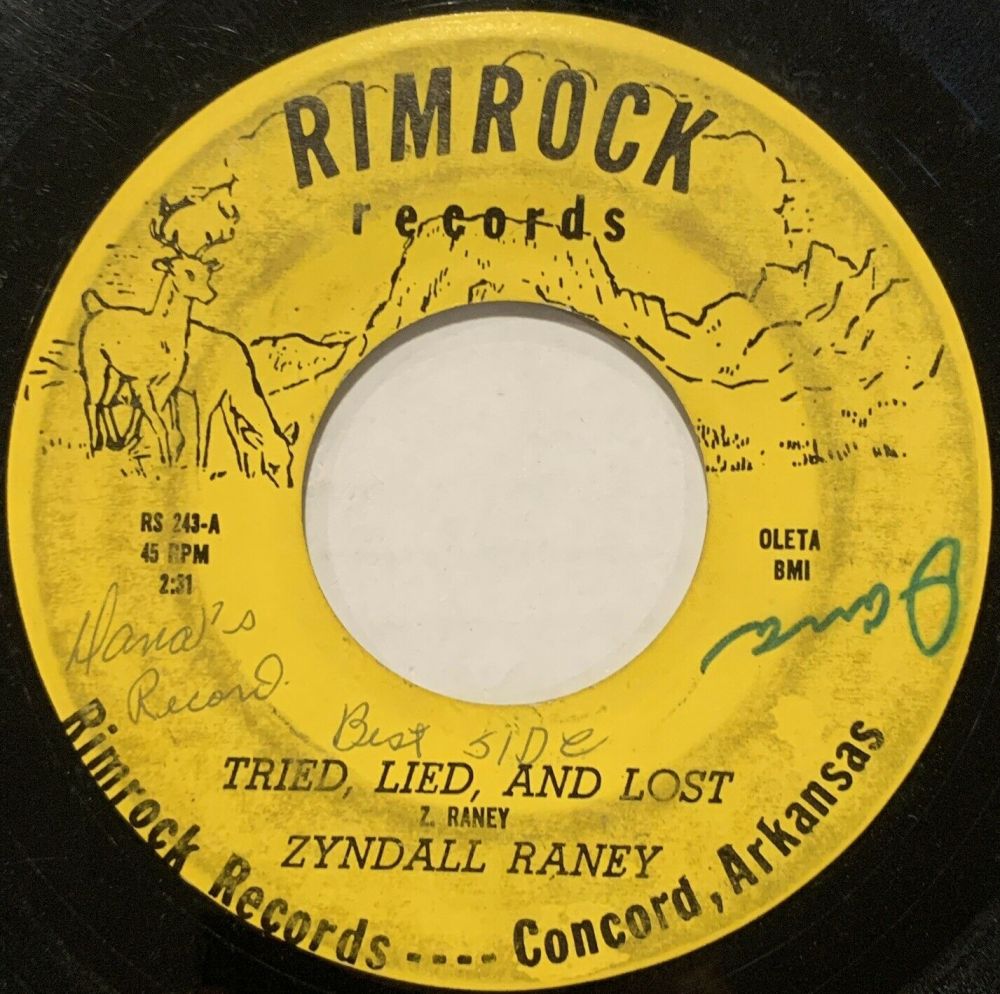 RIMROCK
records
RS 243-A
45 RPM
2:31
OLETA
BMI
Dana
Dana's
Record
Best SIDe
TRIED, LIED, AND LOST
Z. RANEY
ZYNDALL RANEY
Rimrock Records ---- Concord, Arkansas